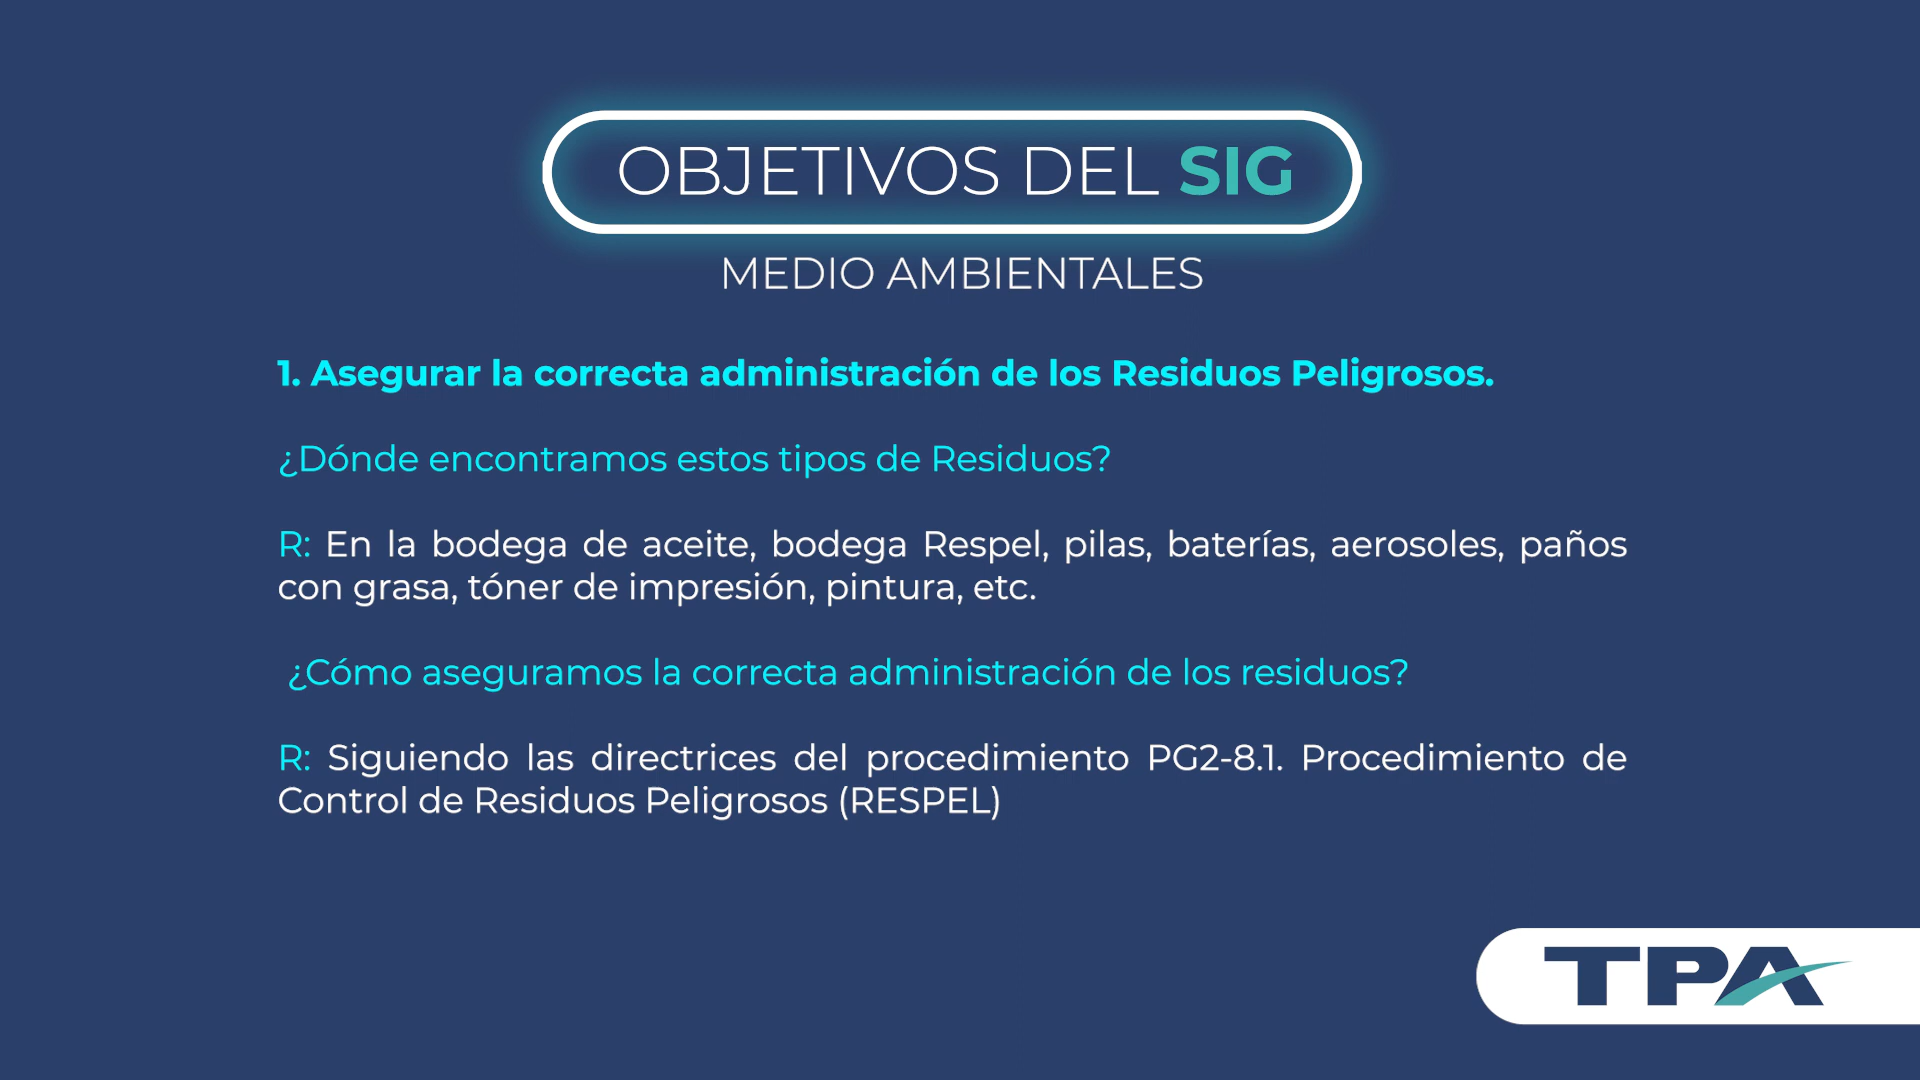 OBJETIVOS DEL SIG
MEDIO AMBIENTALES
1. Asegurar la correcta administración de los Residuos Peligrosos.
¿Dónde encontramos estos tipos de Residuos?
R: En la bodega de aceite, bodega Respel, pilas, baterías, aerosoles, paños
con grasa, tóner de impresión, pintura, etc.
¿Cómo aseguramos la correcta administración de los residuos?
R: Siguiendo las directrices del procedimiento PG2-8.1. Procedimiento de
Control de Residuos Peligrosos (RESPEL)
TPA